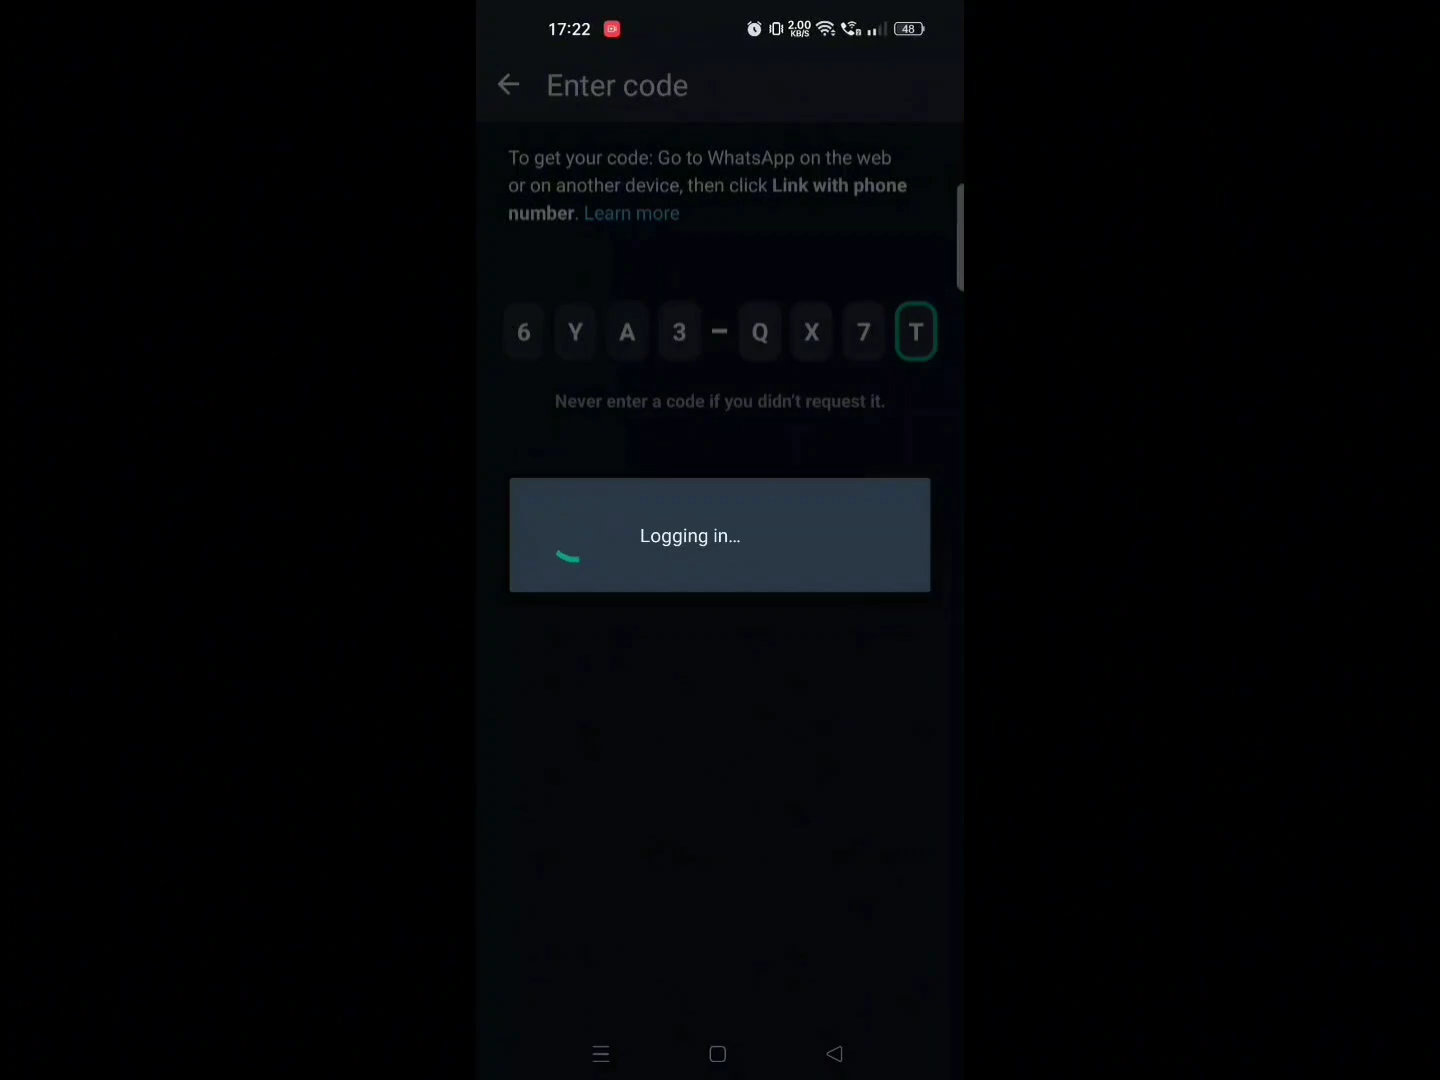 17:22 2.00 KB/S 48
Enter code
To get your code: Go to WhatsApp on the web
or on another device, then click Link with phone
number. Learn more
6 Y A 3 – Q X 7 T
Never enter a code if you didn't request it.
Logging in...